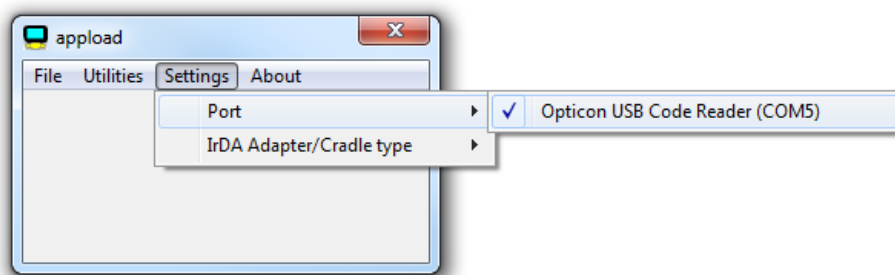 appload
File Utilities Settings About
Port
Opticon USB Code Reader (COM5)
IrDA Adapter/Cradle type